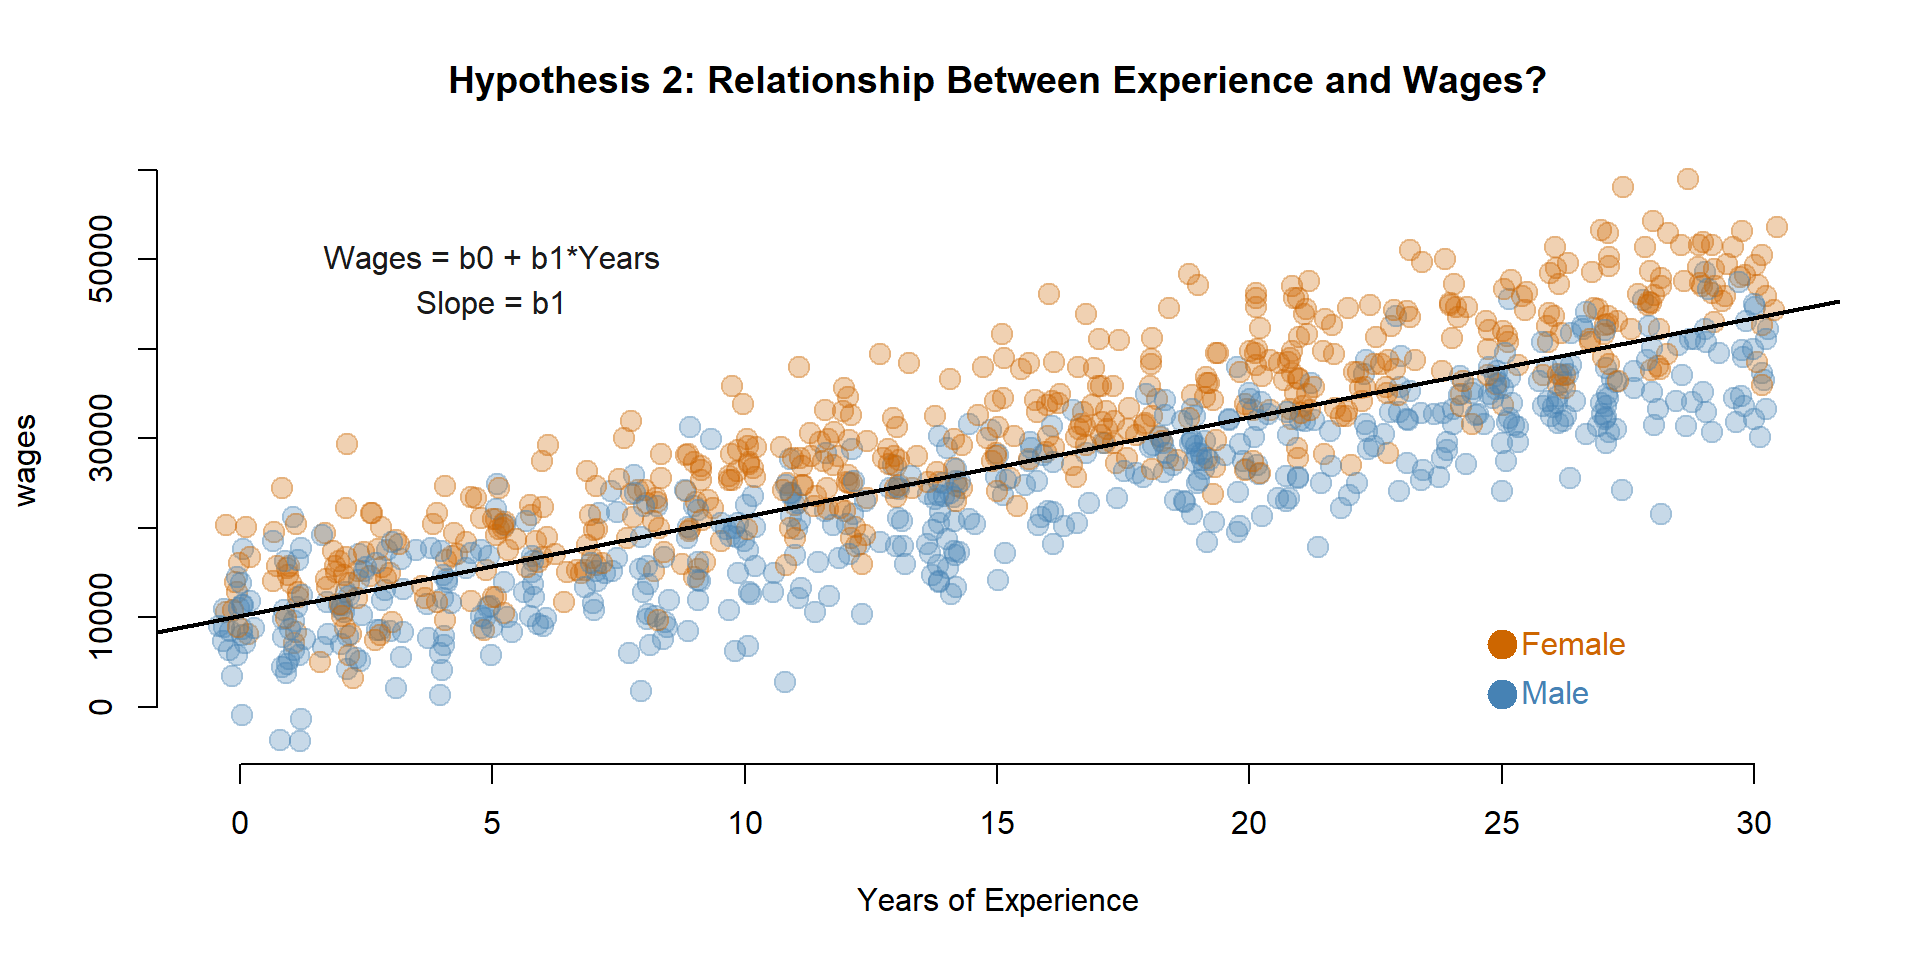 Hypothesis 2: Relationship Between Experience and Wages?
Wages = b0 + b1*Years
Slope = b1
wages
50000
30000
10000
0
Female
Male
0 5 10 15 20 25 30
Years of Experience